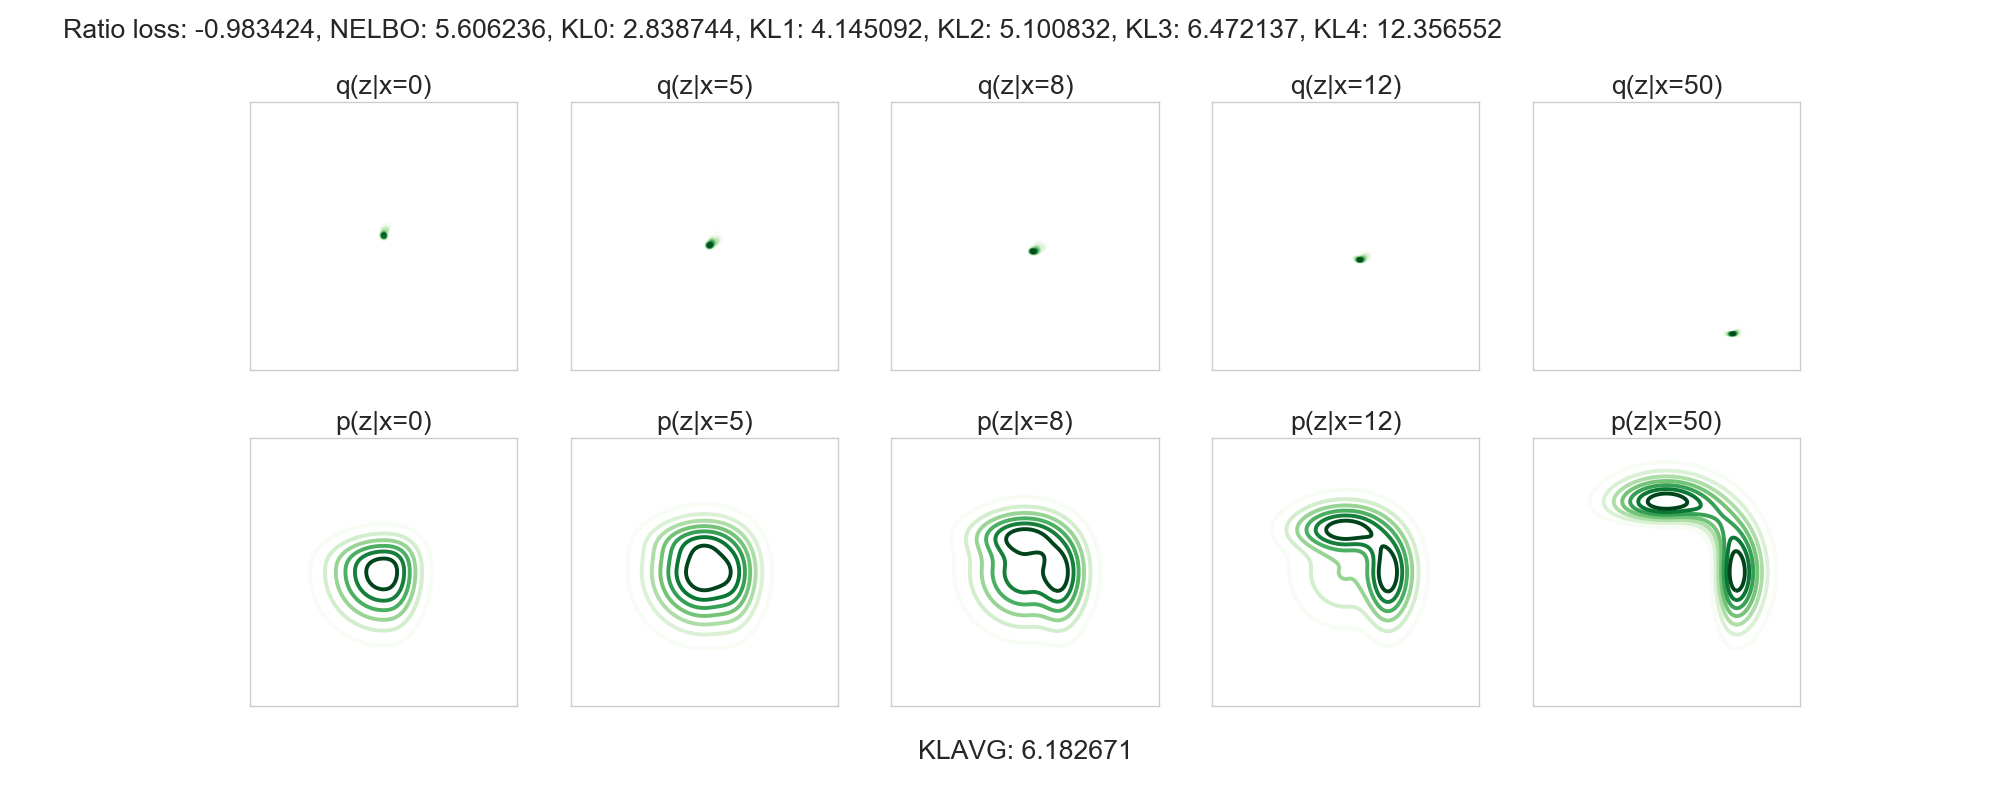 Ratio loss: -0.983424, NELBO: 5.606236, KL0: 2.838744, KL1: 4.145092, KL2: 5.100832, KL3: 6.472137, KL4: 12.356552
q(z|x=0) q(z|x=5) q(z|x=8) q(z|x=12) q(z|x=50)
p(z|x=0) p(z|x=5) p(z|x=8) p(z|x=12) p(z|x=50)
KLAVG: 6.182671